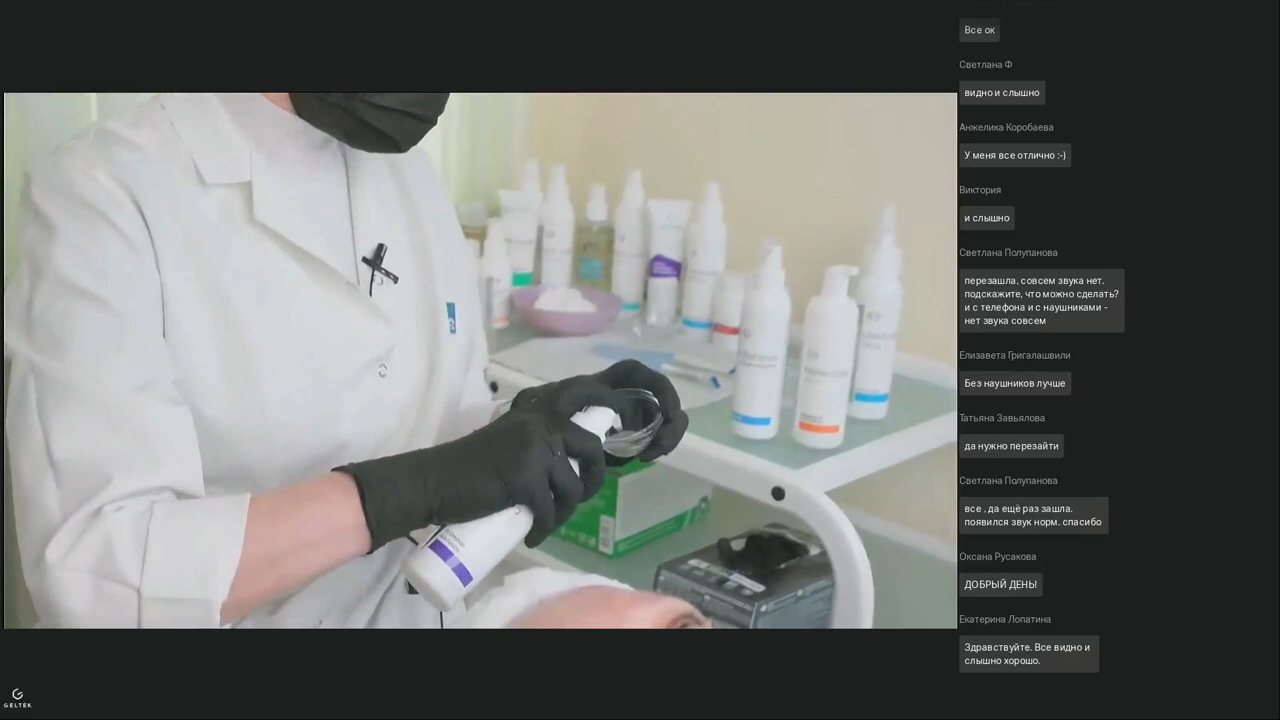 Все ок
Светлана Ф
видно и слышно
Анжелика Коробаева
У меня все отлично :-)
Виктория
и слышно
Светлана Полупанова
перезашла, совсем звука нет.
подскажите, что можно сделать?
и с телефона и с наушниками -
нет звука совсем
Елизавета Григалашвили
Без наушников лучше
Татьяна Завьялова
да нужно перезайти
Светлана Полупанова
все , да ещё раз зашла.
появился звук норм. спасибо
Оксана Русакова
ДОБРЫЙ ДЕНЬ!
Екатерина Лопатина
Здравствуйте. Все видно и
слышно хорошо.
GELTEK